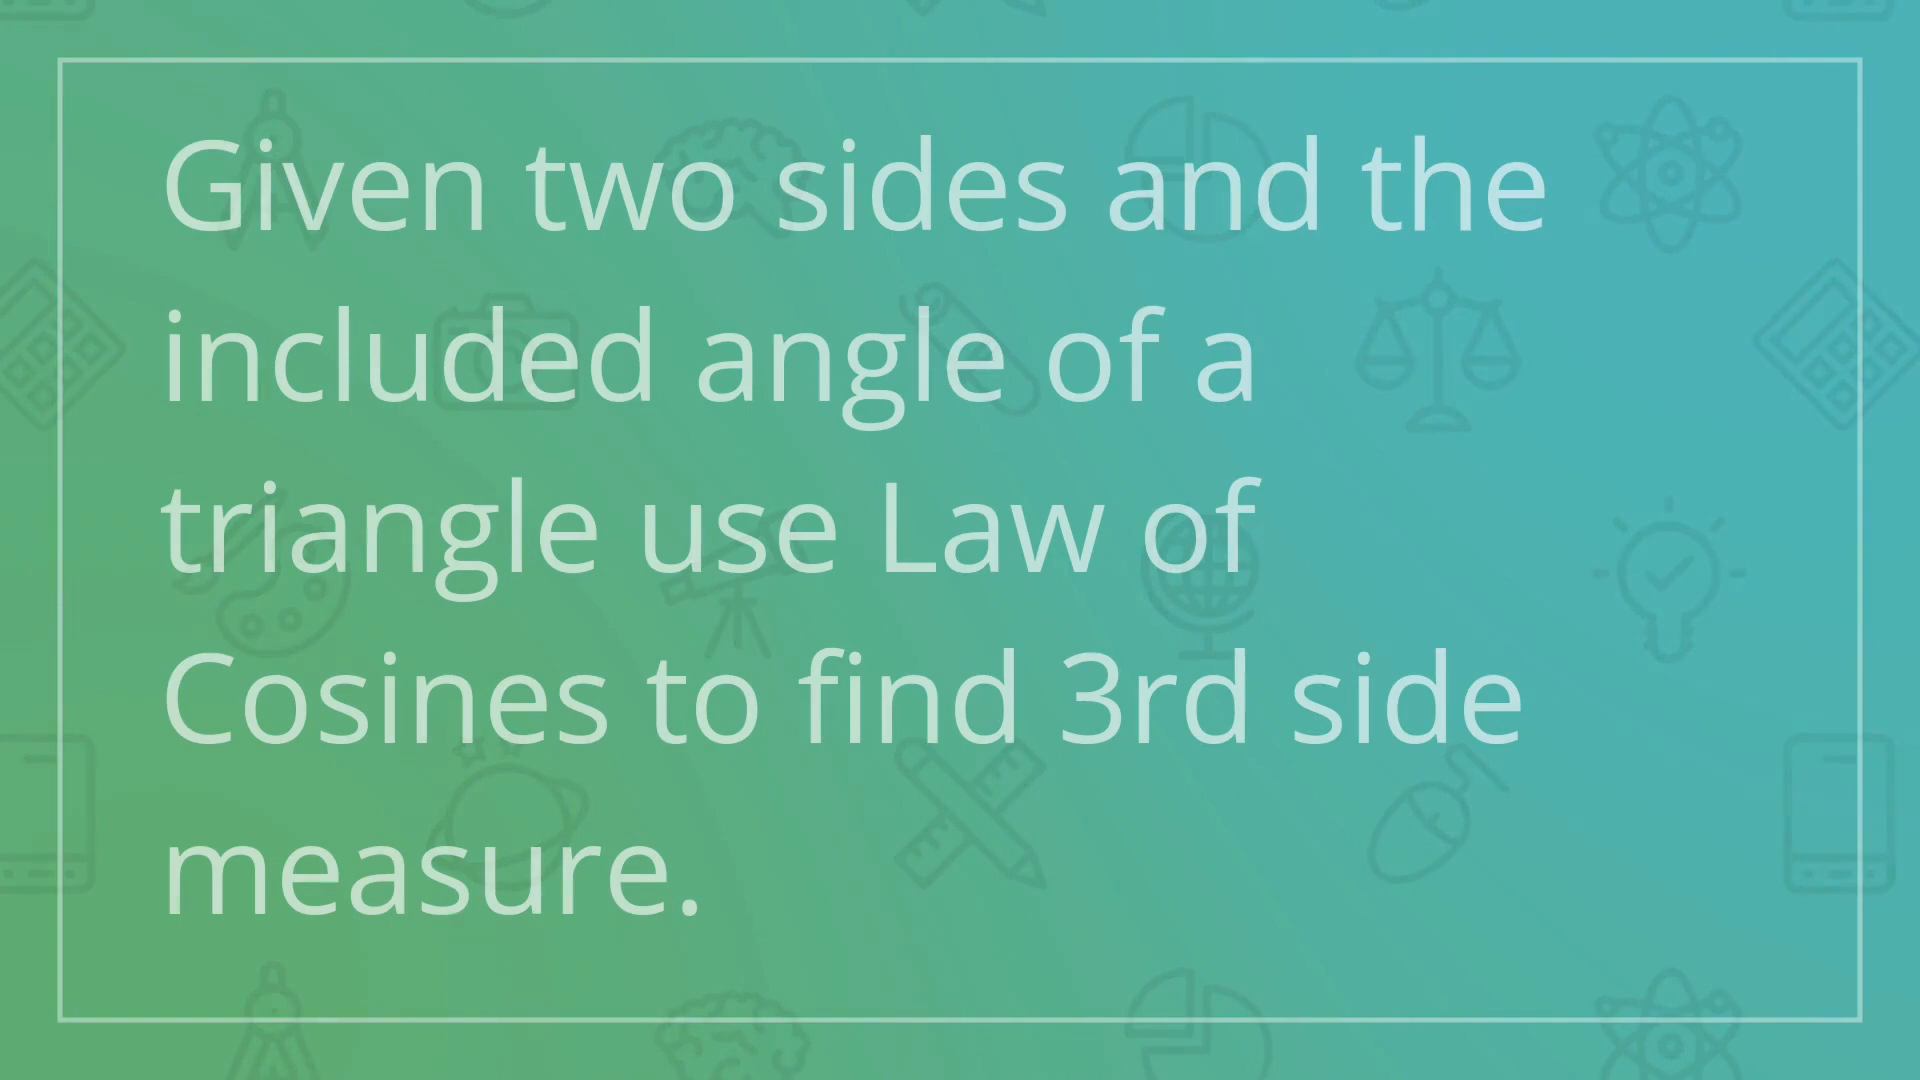 Given two sides and the
included angle of a
triangle use Law of
Cosines to find 3rd side
measure.